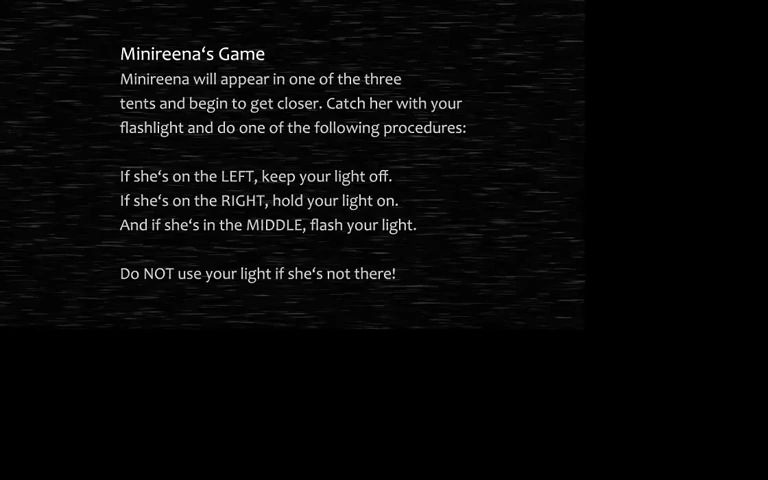 Minireena‘s Game
Minireena will appear in one of the three
tents and begin to get closer. Catch her with your
flashlight and do one of the following procedures:
If she‘s on the LEFT, keep your light off.
If she‘s on the RIGHT, hold your light on.
And if she‘s in the MIDDLE, flash your light.
Do NOT use your light if she‘s not there!